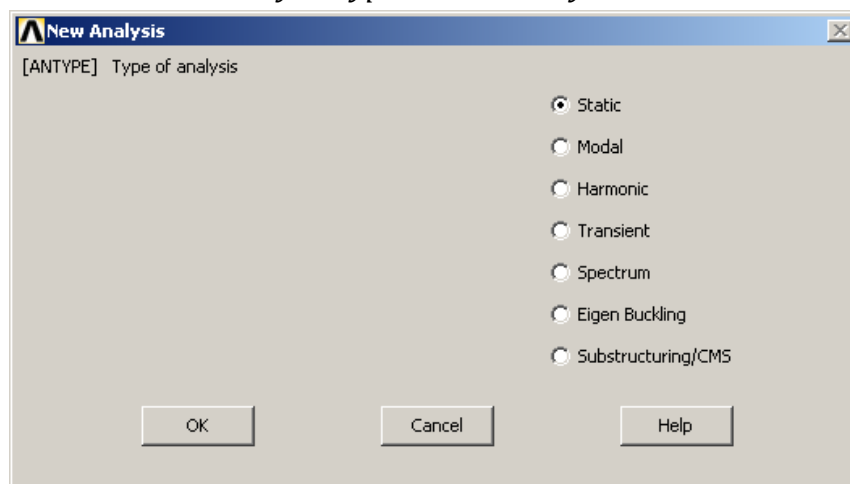 New Analysis
[ANTYPE] Type of analysis
Static
Modal
Harmonic
Transient
Spectrum
Eigen Buckling
Substructuring/CMS
OK Cancel Help